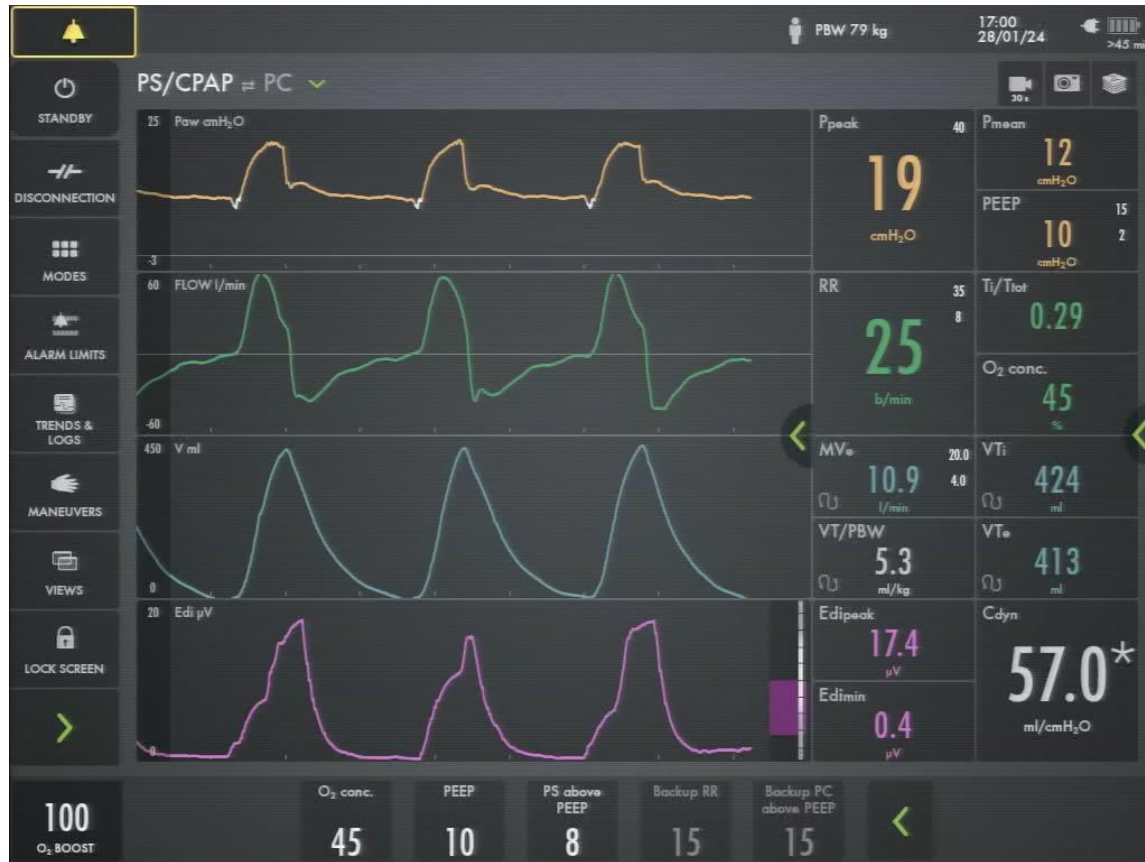 PBW 79 kg
17:00
28/01/24
>45 mi
STANDBY
DISCONNECTION
MODES
ALARM LIMITS
TRENDS &
LOGS
MANEUVERS
VIEWS
LOCK SCREEN
PS/CPAP ⇄ PC
30 s
25 Paw cmH₂O
-3
60 FLOW l/min
-60
450 V ml
0
20 Edi µV
0
Ppeak 40
19
cmH₂O
Pmean
12
cmH₂O
PEEP 15
10 2
cmH₂O
RR 35
8
25
b/min
Ti/Ttot
0.29
O₂ conc.
45
%
MVe 20.0
10.9 4.0
l/min
VTi
424
ml
VT/PBW
5.3
ml/kg
VTe
413
ml
Edipeak
17.4
µV
Edimin
0.4
µV
Cdyn
57.0*
ml/cmH₂O
100
O₂ BOOST
O₂ conc.
45
PEEP
10
PS above
PEEP
8
Backup RR
15
Backup PC
above PEEP
15